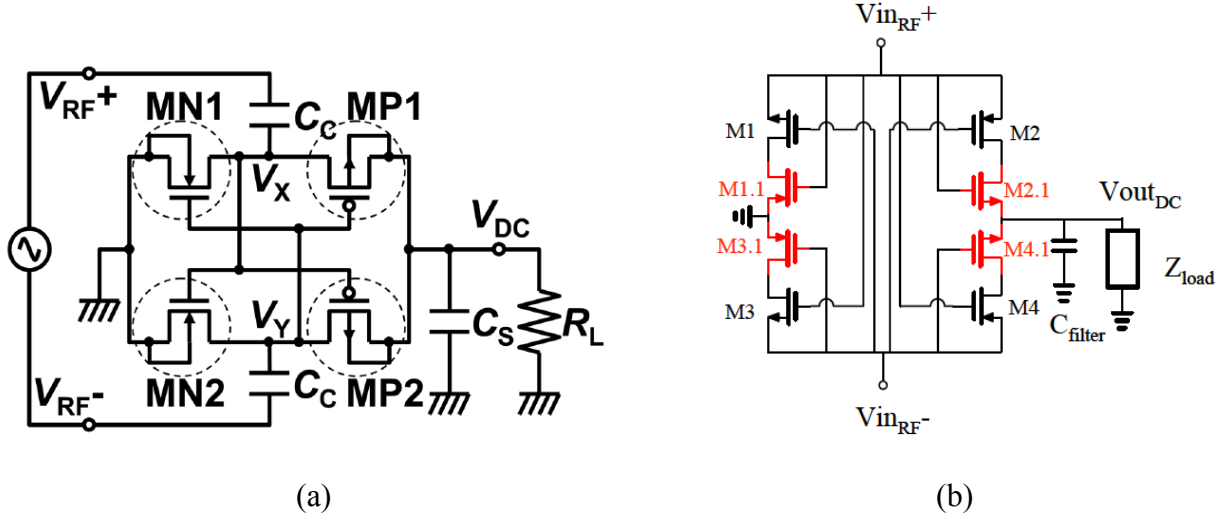 VRF+
MN1
CC
MP1
VX
VDC
VY
CS
RL
MN2
CC
MP2
VRF-
(a)
VinRF+
M1
M2
M1.1
M2.1
VoutDC
M3.1
M4.1
Zload
M3
M4
Cfilter
VinRF-
(b)